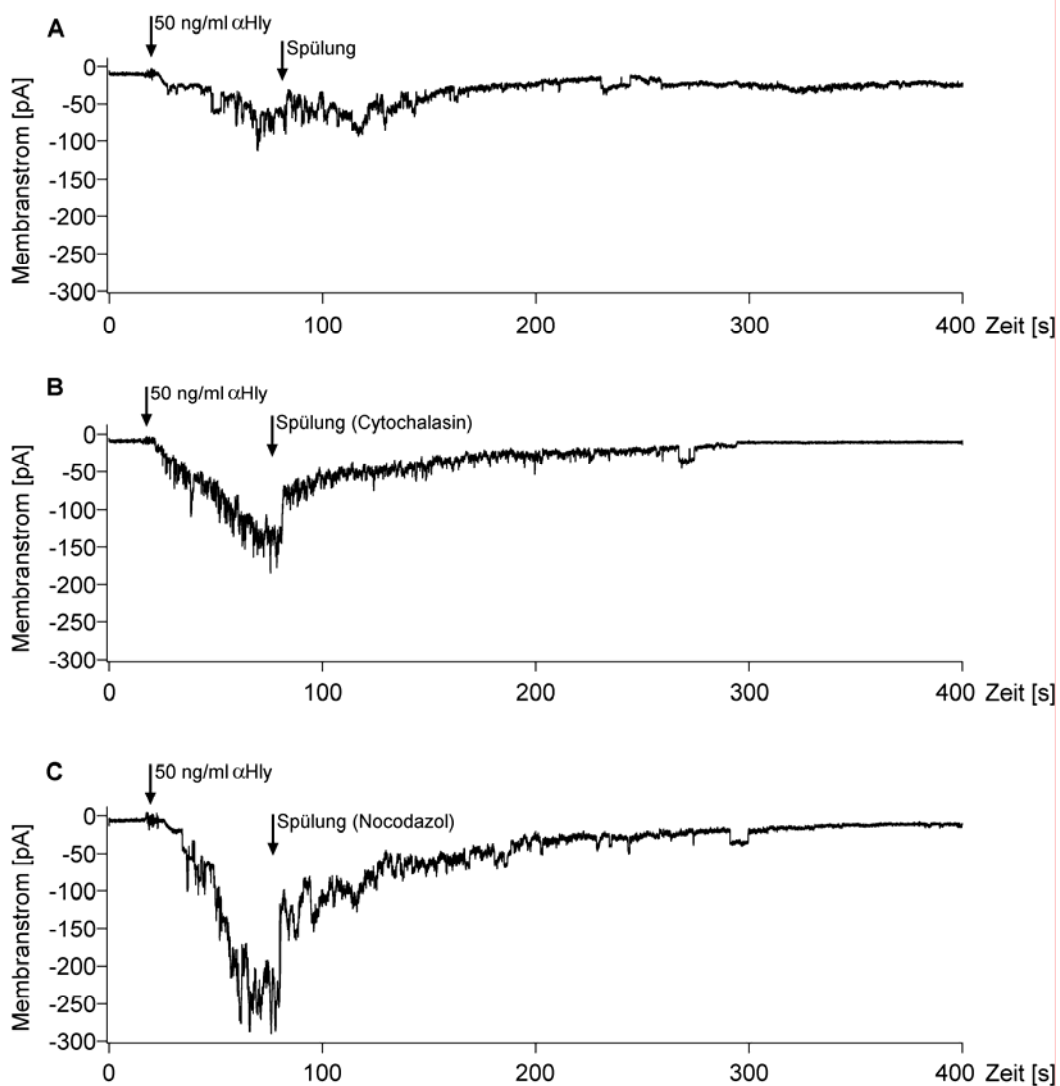 A
50 ng/ml αHly
Spülung
Membranstrom [pA]
0
-50
-100
-150
-200
-250
-300
0 100 200 300 400 Zeit [s]
B
50 ng/ml αHly
Spülung (Cytochalasin)
Membranstrom [pA]
0
-50
-100
-150
-200
-250
-300
0 100 200 300 400 Zeit [s]
C
50 ng/ml αHly
Spülung (Nocodazol)
Membranstrom [pA]
0
-50
-100
-150
-200
-250
-300
0 100 200 300 400 Zeit [s]